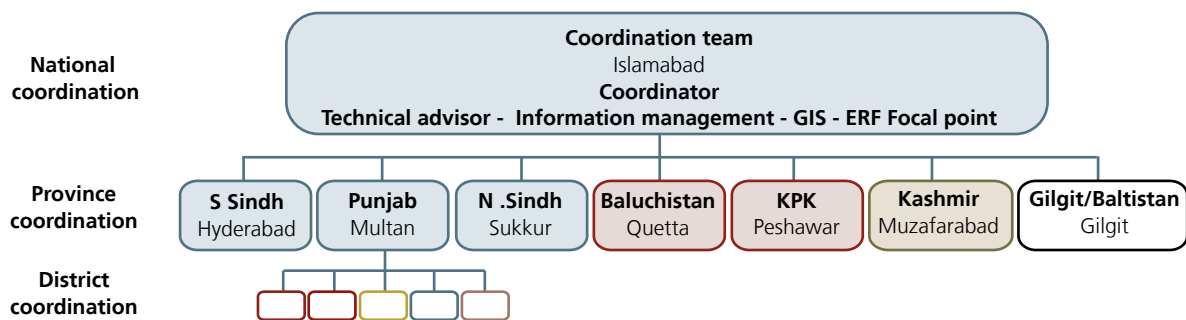 National
coordination
Coordination team
Islamabad
Coordinator
Technical advisor - Information management - GIS - ERF Focal point
Province
coordination
S Sindh
Hyderabad
Punjab
Multan
N .Sindh
Sukkur
Baluchistan
Quetta
KPK
Peshawar
Kashmir
Muzafarabad
Gilgit/Baltistan
Gilgit
District
coordination